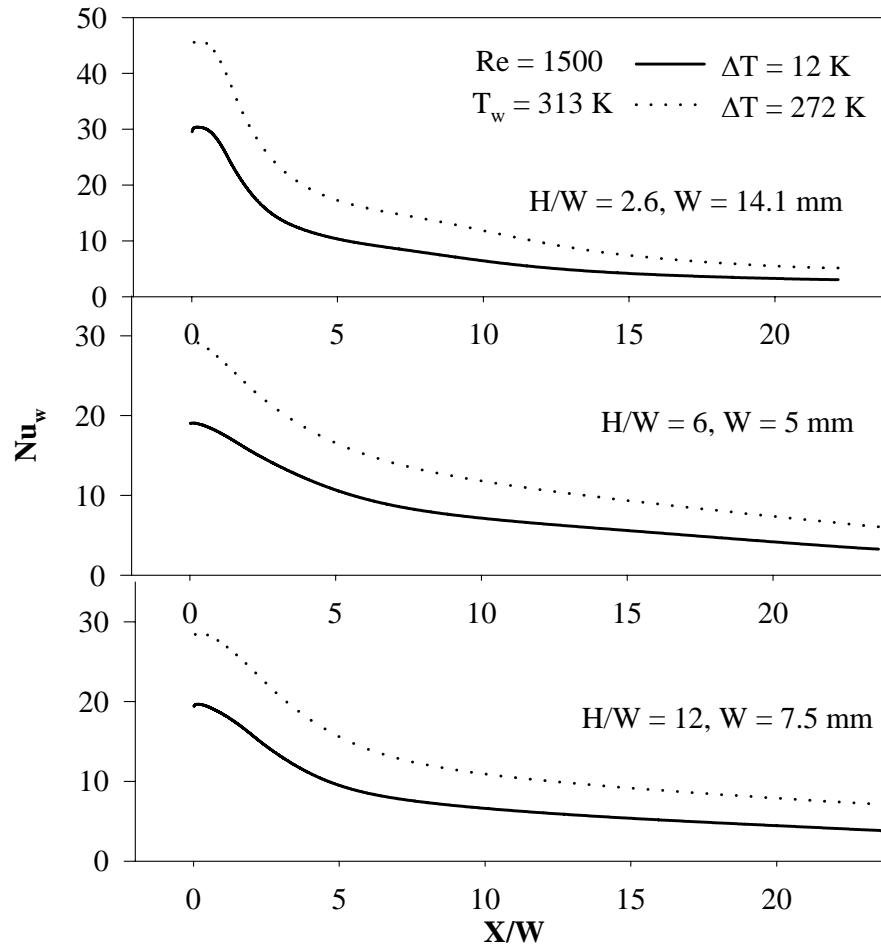 50
40
30
20
10
0
Re = 1500
ΔT = 12 K
T_w = 313 K
ΔT = 272 K
H/W = 2.6, W = 14.1 mm
0 5 10 15 20
30
20
10
0
Nu_w
H/W = 6, W = 5 mm
0 5 10 15 20
30
20
10
0
H/W = 12, W = 7.5 mm
0 5 10 15 20
X/W